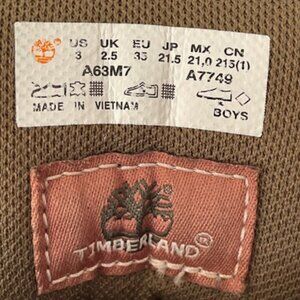 US UK EU JP MX CN
3 2.5 35 21.5 21,0 215(1)
A63M7 A7749
MADE IN VIETNAM BOYS
TIMBERLAND ®